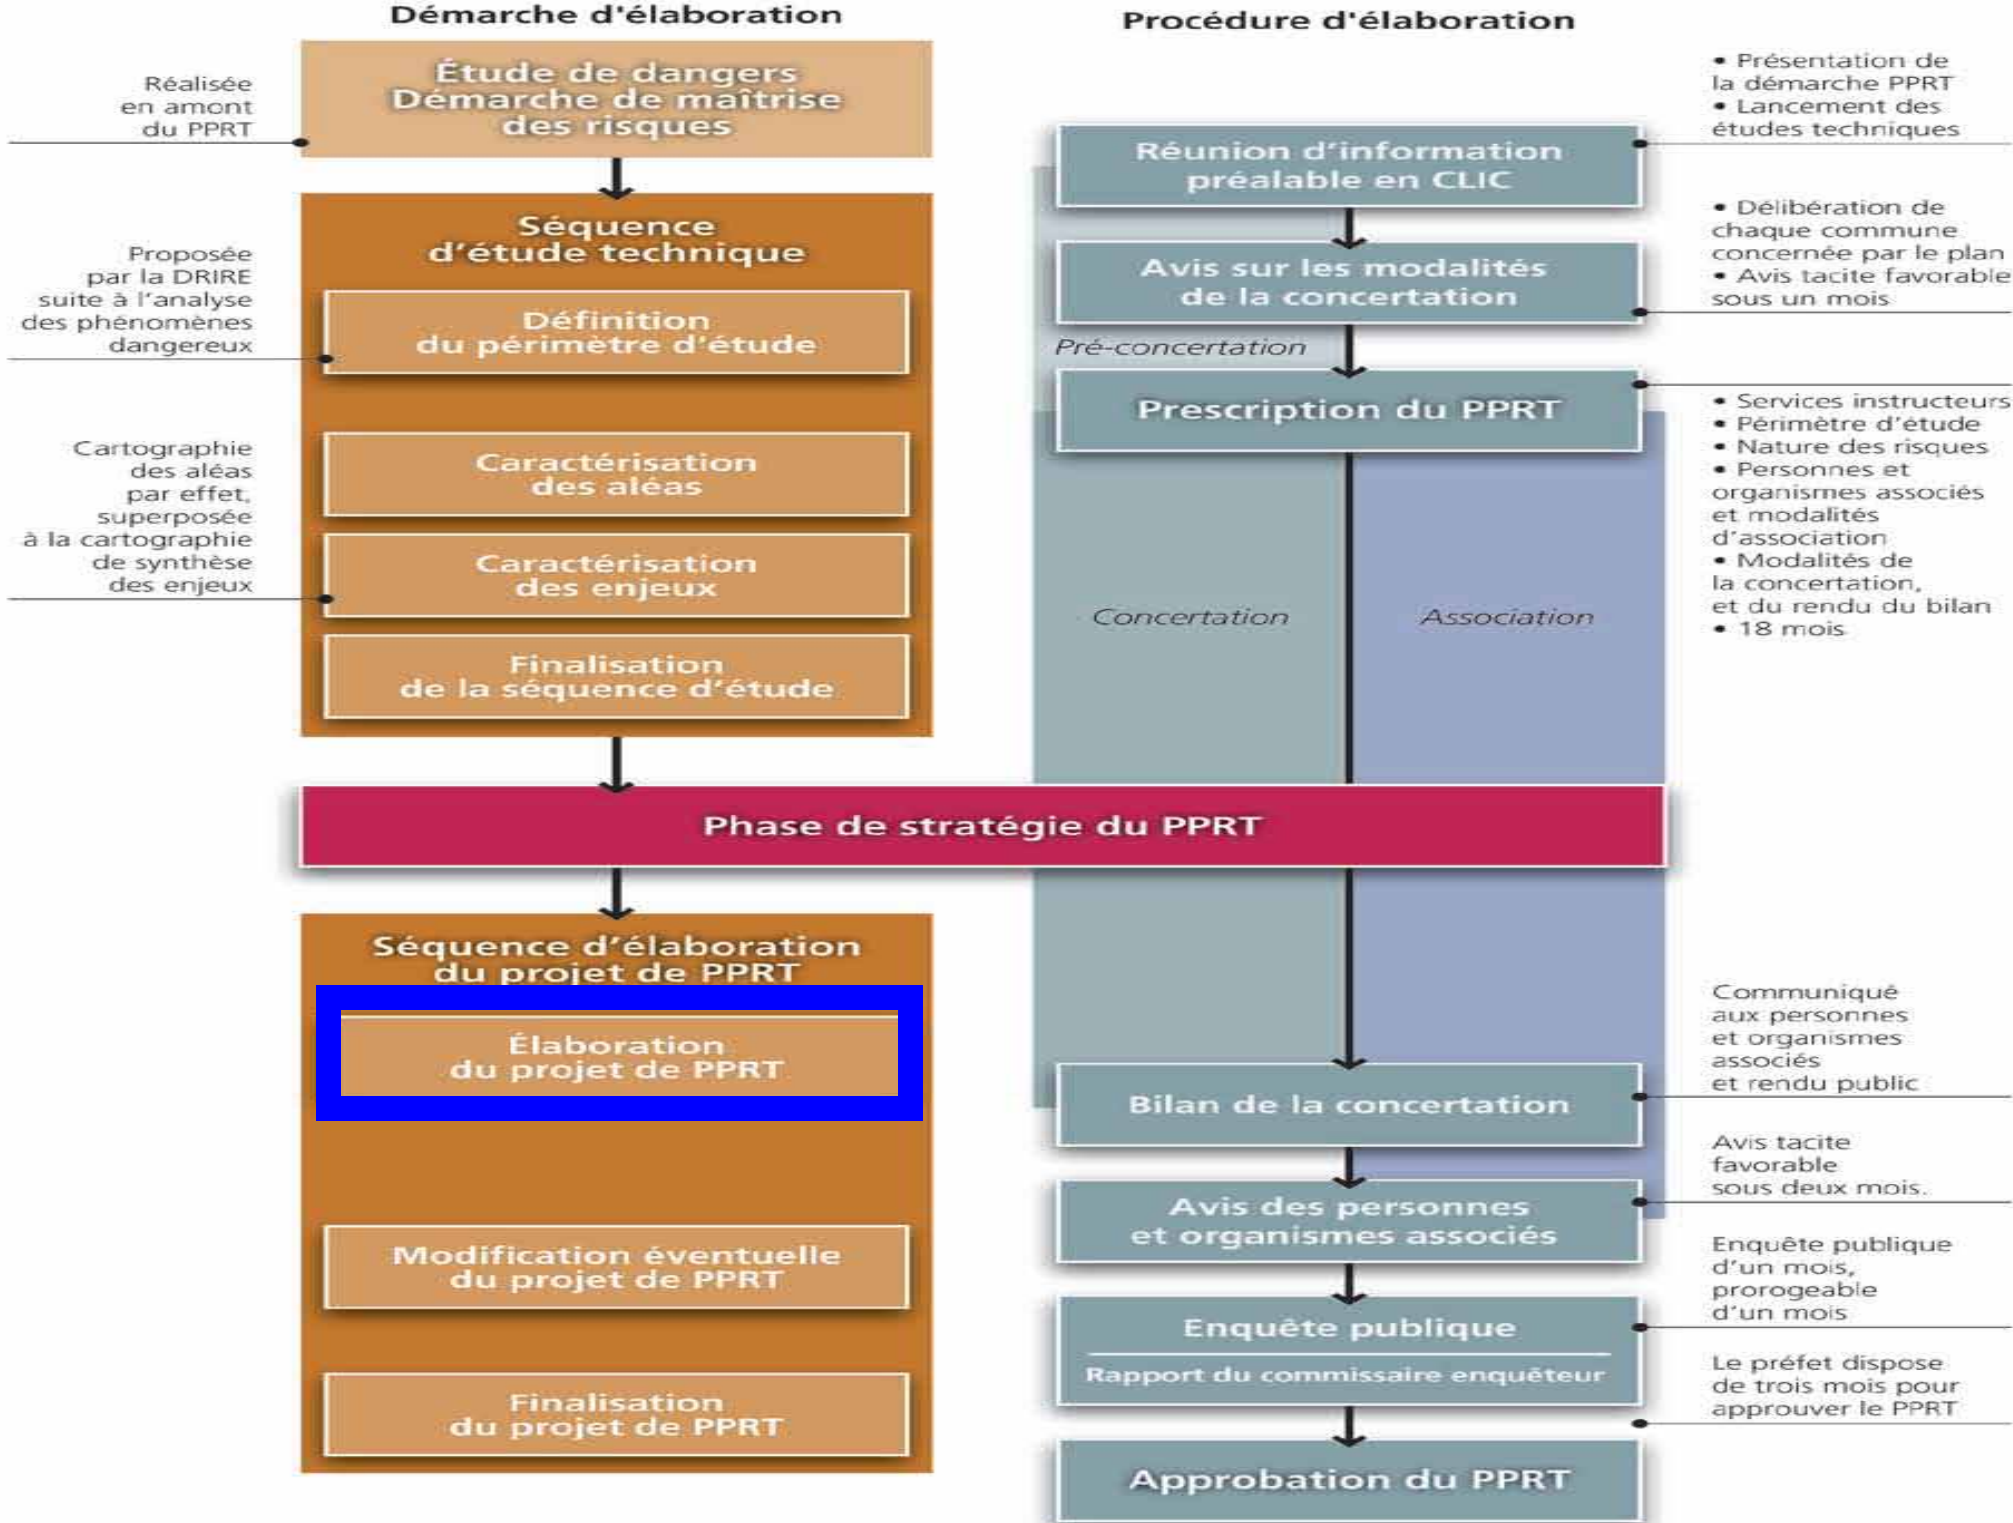 Démarche d'élaboration
Réalisée
en amont
du PPRT
Étude de dangers
Démarche de maîtrise
des risques
Proposée
par la DRIRE
suite à l'analyse
des phénomènes
dangereux
Séquence
d'étude technique
Définition
du périmètre d'étude
Cartographie
des aléas
par effet,
superposée
à la cartographie
de synthèse
des enjeux
Caractérisation
des aléas
Caractérisation
des enjeux
Finalisation
de la séquence d'étude
Procédure d'élaboration
Réunion d'information
préalable en CLIC
• Présentation de
la démarche PPRT
• Lancement des
études techniques
Avis sur les modalités
de la concertation
• Délibération de
chaque commune
concernée par le plan
• Avis tacite favorable
sous un mois
Pré-concertation
Prescription du PPRT
• Services instructeurs
• Périmètre d'étude
• Nature des risques
• Personnes et
organismes associés
et modalités
d'association
• Modalités de
la concertation,
et du rendu du bilan
• 18 mois
Concertation
Association
Phase de stratégie du PPRT
Séquence d'élaboration
du projet de PPRT
Élaboration
du projet de PPRT
Modification éventuelle
du projet de PPRT
Finalisation
du projet de PPRT
Bilan de la concertation
Communiqué
aux personnes
et organismes
associés
et rendu public
Avis des personnes
et organismes associés
Avis tacite
favorable
sous deux mois.
Enquête publique
Rapport du commissaire enquêteur
Enquête publique
d'un mois,
prorogeable
d'un mois
Le préfet dispose
de trois mois pour
approuver le PPRT
Approbation du PPRT